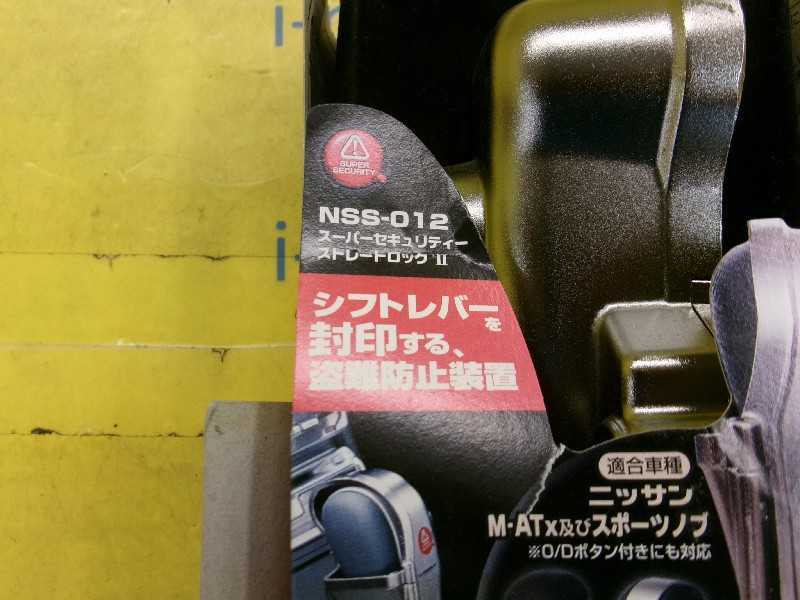 SUPER
SECURITY
NSS-012
スーパーセキュリティー
ストレートロック II
シフトレバーを
封印する、
盗難防止装置
適合車種
ニッサン
M・ATx及びスポーツノブ
※O/Dボタン付きにも対応